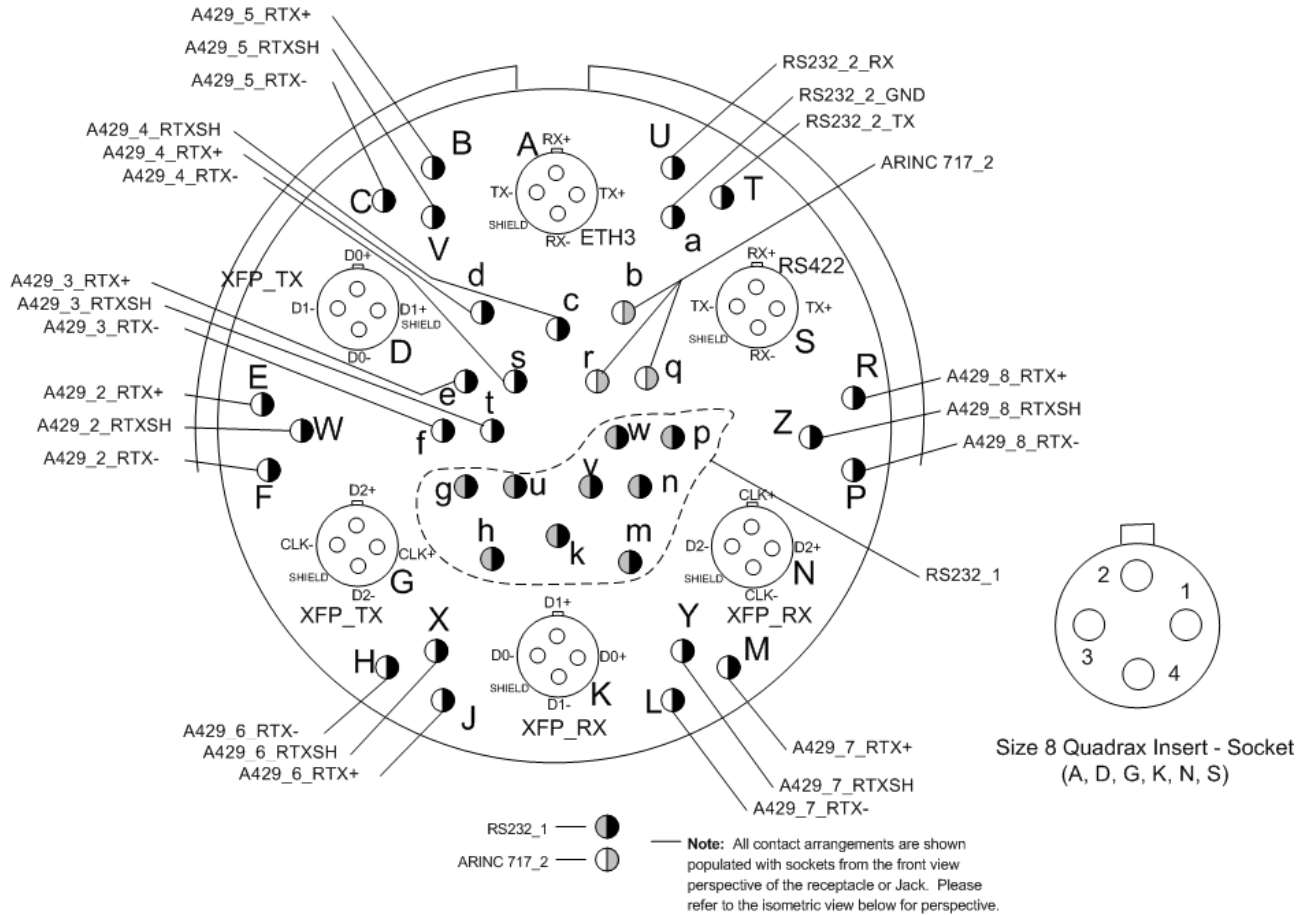 A429_5_RTX+
A429_5_RTXSH
A429_5_RTX-
A429_4_RTXSH
A429_4_RTX+
A429_4_RTX-
RS232_2_RX
RS232_2_GND
RS232_2_TX
ARINC 717_2
B
A
RX+
U
C
TX-
TX+
T
V
SHIELD
RX-
ETH3
a
XFP_TX
D0+
d
c
b
RX+
RS422
A429_3_RTX+
A429_3_RTXSH
A429_3_RTX-
D1-
D1+
SHIELD
D0-
D
TX-
TX+
SHIELD
RX-
S
s
r
q
E
e
t
R
A429_2_RTX+
A429_2_RTXSH
A429_2_RTX-
W
f
w
p
Z
A429_8_RTX+
A429_8_RTXSH
A429_8_RTX-
F
g
u
v
n
P
D2+
CLK-
CLK+
SHIELD
D2-
G
XFP_TX
h
k
m
CLK+
D2-
D2+
SHIELD
CLK-
N
XFP_RX
RS232_1
2
1
3
4
X
H
J
D1+
D0-
D0+
SHIELD
D1-
K
XFP_RX
Y
M
L
A429_6_RTX-
A429_6_RTXSH
A429_6_RTX+
A429_7_RTX+
A429_7_RTXSH
A429_7_RTX-
Size 8 Quadrax Insert - Socket
(A, D, G, K, N, S)
RS232_1
ARINC 717_2
Note: All contact arrangements are shown
populated with sockets from the front view
perspective of the receptacle or Jack. Please
refer to the isometric view below for perspective.